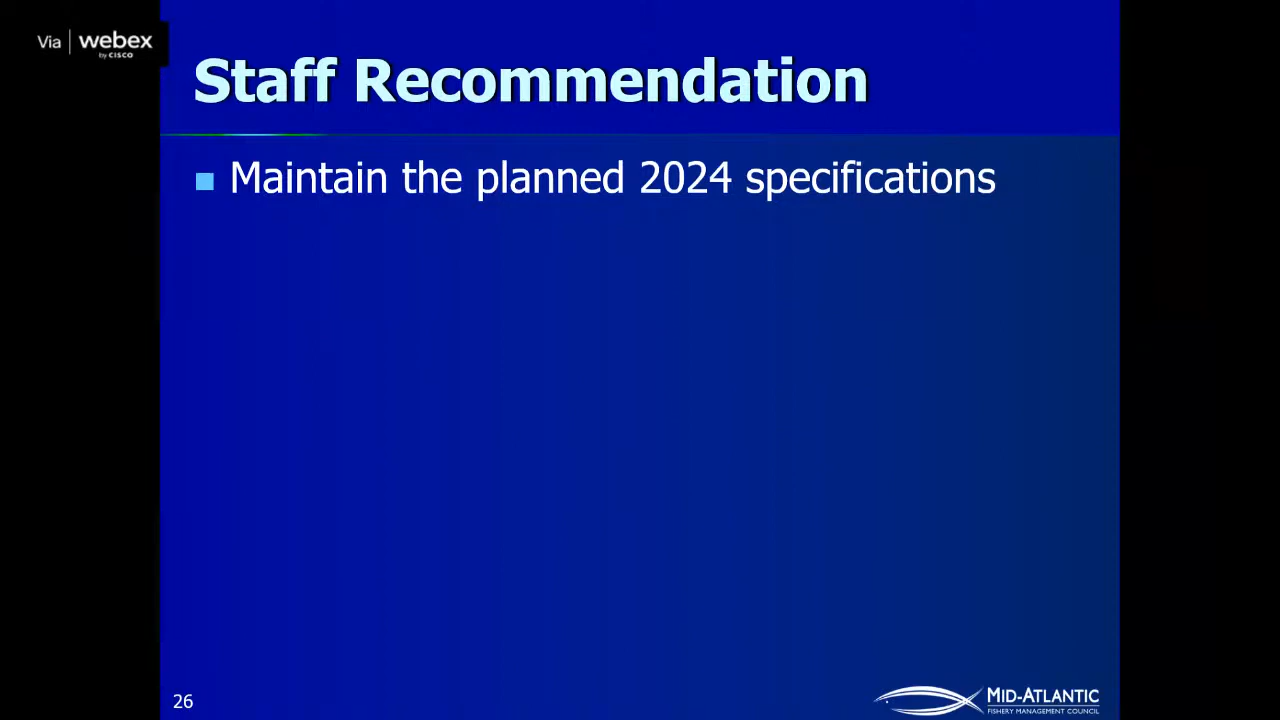 Via webex
by CISCO
Staff Recommendation
Maintain the planned 2024 specifications
26
MID-ATLANTIC
FISHERY MANAGEMENT COUNCIL